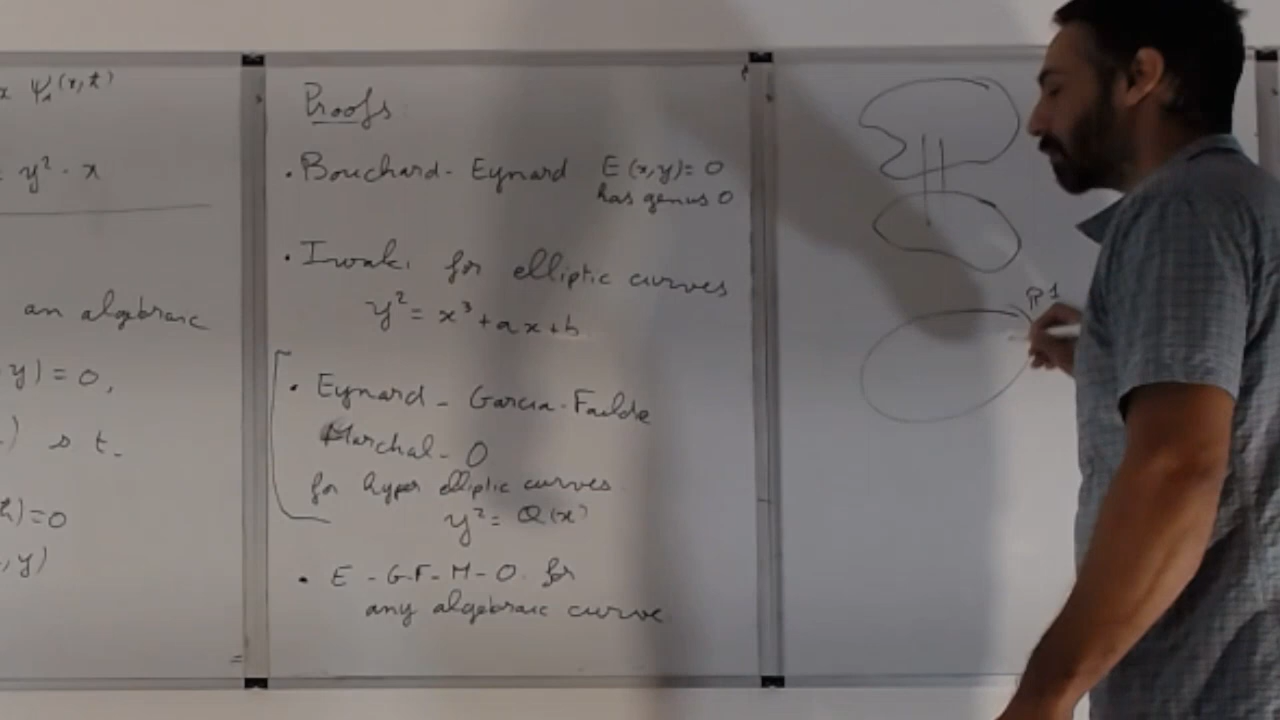 ψ(x,ħ)
y² - x
an algebraic
y) = 0,
) s t.
ħ)=0
, y)
=
Proofs
• Bouchard - Eynard E(x,y)=0
has genus 0
• Iwaki for elliptic curves
y² = x³ + ax + b
• Eynard - Garcia-Failde
Marchal - O
for hyper elliptic curves
y² = Q(x)
• E - G-F - M - O. for
any algebraic curve
ℙ¹